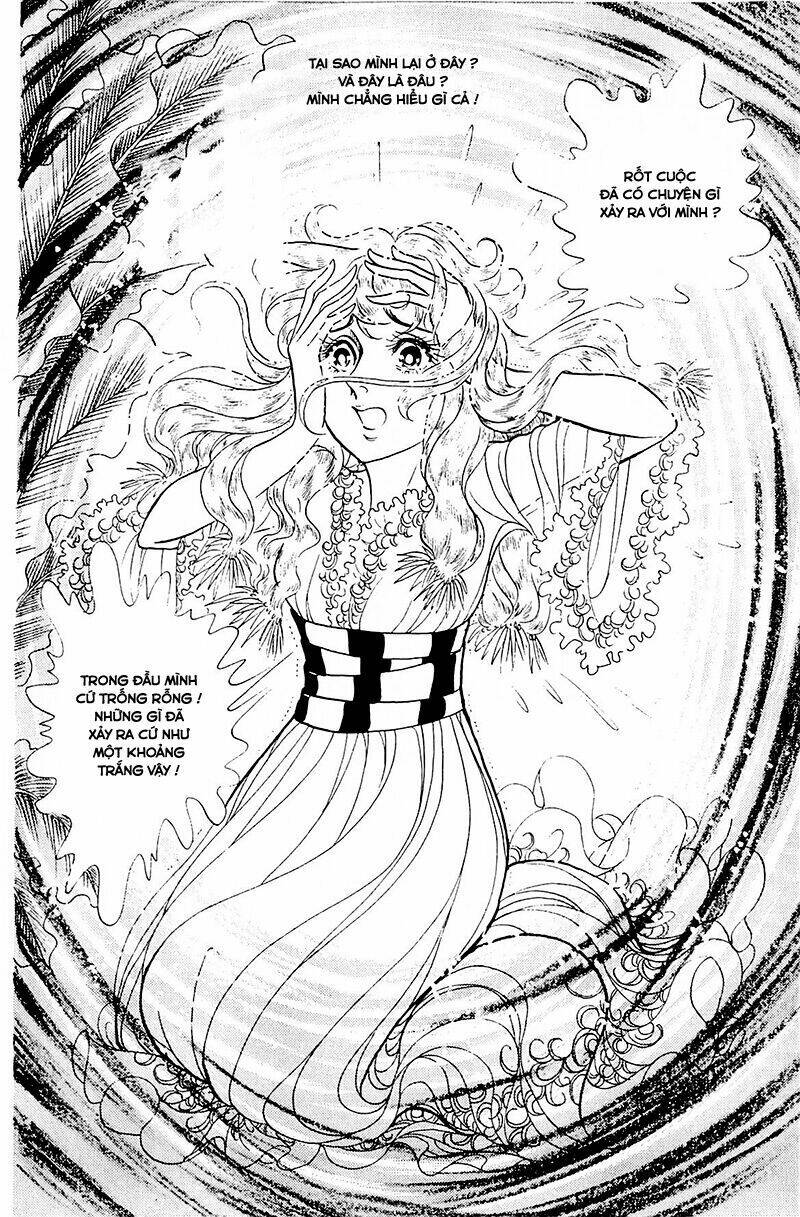 TẠI SAO MÌNH LẠI Ở ĐÂY ?
VÀ ĐÂY LÀ ĐÂU ?
MÌNH CHẲNG HIỂU GÌ CẢ !
RỐT CUỘC
ĐÃ CÓ CHUYỆN GÌ
XẢY RA VỚI MÌNH ?
TRONG ĐẦU MÌNH
CỨ TRỐNG RỖNG !
NHỮNG GÌ ĐÃ
XẢY RA CỨ NHƯ
MỘT KHOẢNG
TRẮNG VẬY !